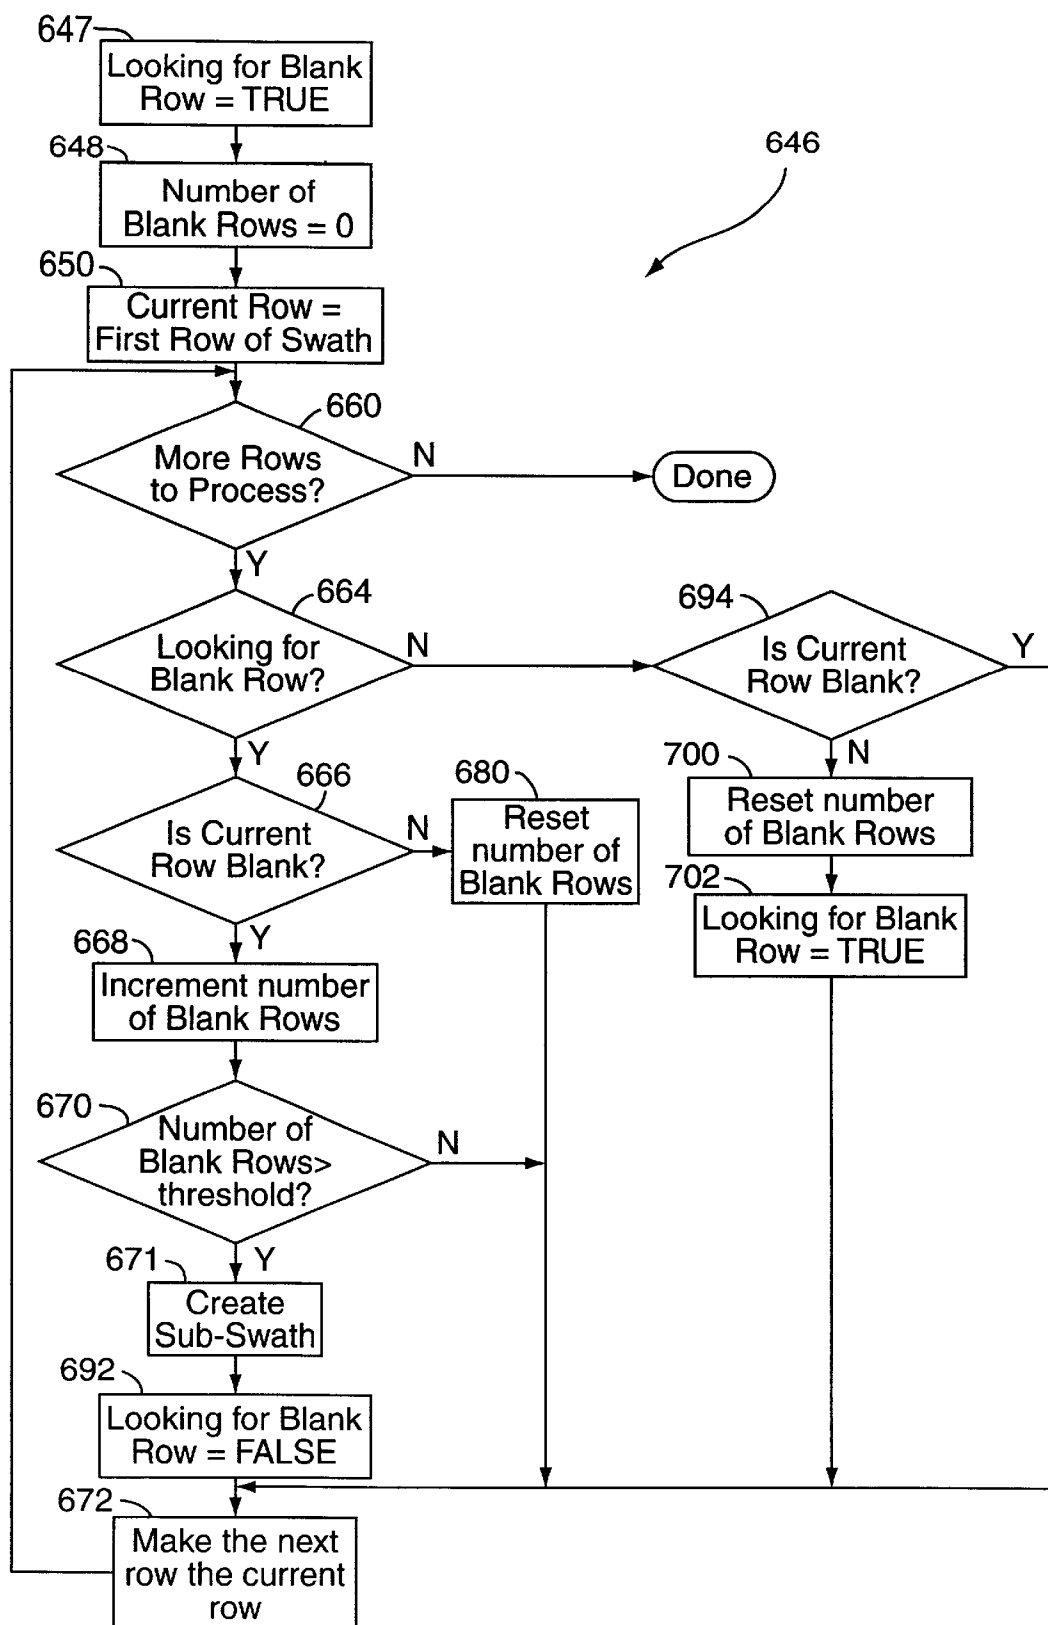 647
Looking for Blank
Row = TRUE
648
Number of
Blank Rows = 0
646
650
Current Row =
First Row of Swath
660
More Rows
to Process?
N
Done
Y
664
Looking for
Blank Row?
N
694
Is Current
Row Blank?
Y
Y
N
666
Is Current
Row Blank?
N
680
Reset
number of
Blank Rows
700
Reset number
of Blank Rows
702
Looking for Blank
Row = TRUE
Y
668
Increment number
of Blank Rows
670
Number of
Blank Rows>
threshold?
N
Y
671
Create
Sub-Swath
692
Looking for Blank
Row = FALSE
672
Make the next
row the current
row